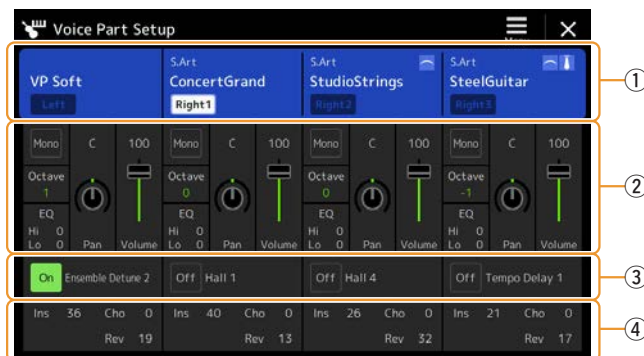 Voice Part Setup
Menu
VP Soft
Left
S.Art
ConcertGrand
Right1
S.Art
StudioStrings
Right2
S.Art
SteelGuitar
Right3
1
Mono C 100 Mono C 100 Mono C 100 Mono C 100
Octave Octave Octave Octave
1 0 0 -1
EQ EQ EQ EQ
Hi 0 Hi 0 Hi 0 Hi 0
Lo 0 Pan Volume Lo 0 Pan Volume Lo 0 Pan Volume Lo 0 Pan Volume
2
On Ensemble Detune 2 Off Hall 1 Off Hall 4 Off Tempo Delay 1
3
Ins 36 Cho 0 Ins 40 Cho 0 Ins 26 Cho 0 Ins 21 Cho 0
Rev 19 Rev 13 Rev 32 Rev 17
4